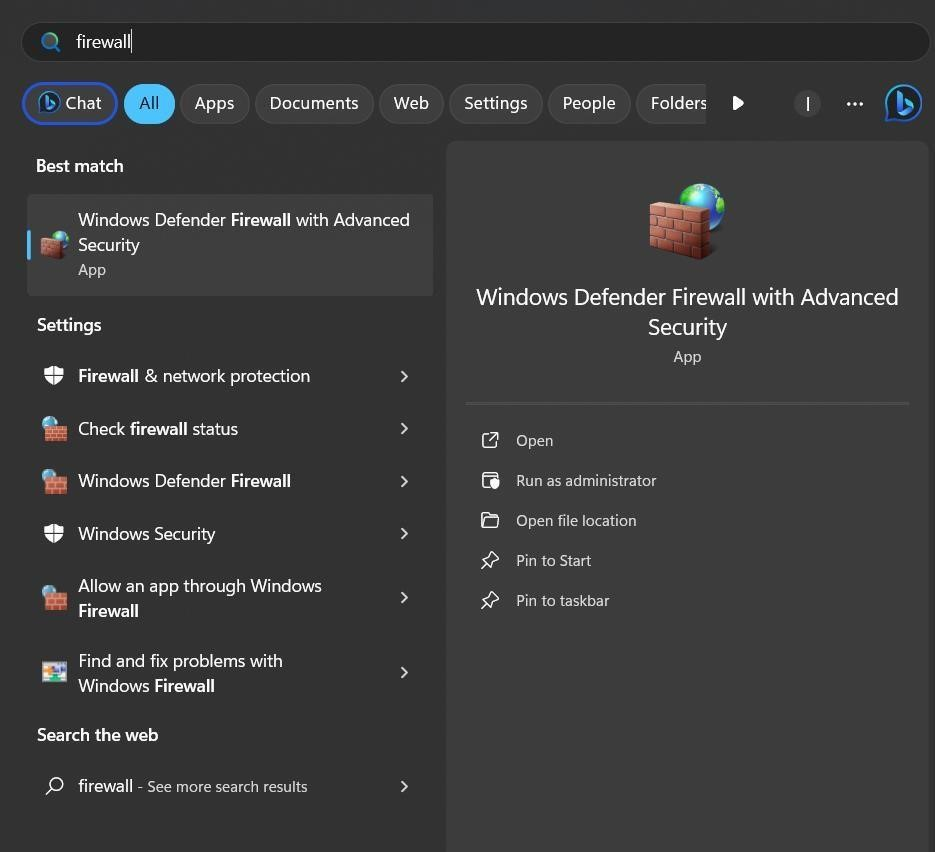 firewall
Chat
All
Apps
Documents
Web
Settings
People
Folders
I
Best match
Windows Defender Firewall with Advanced
Security
App
Settings
Firewall & network protection
Check firewall status
Windows Defender Firewall
Windows Security
Allow an app through Windows
Firewall
Find and fix problems with
Windows Firewall
Search the web
firewall - See more search results
Windows Defender Firewall with Advanced
Security
App
Open
Run as administrator
Open file location
Pin to Start
Pin to taskbar